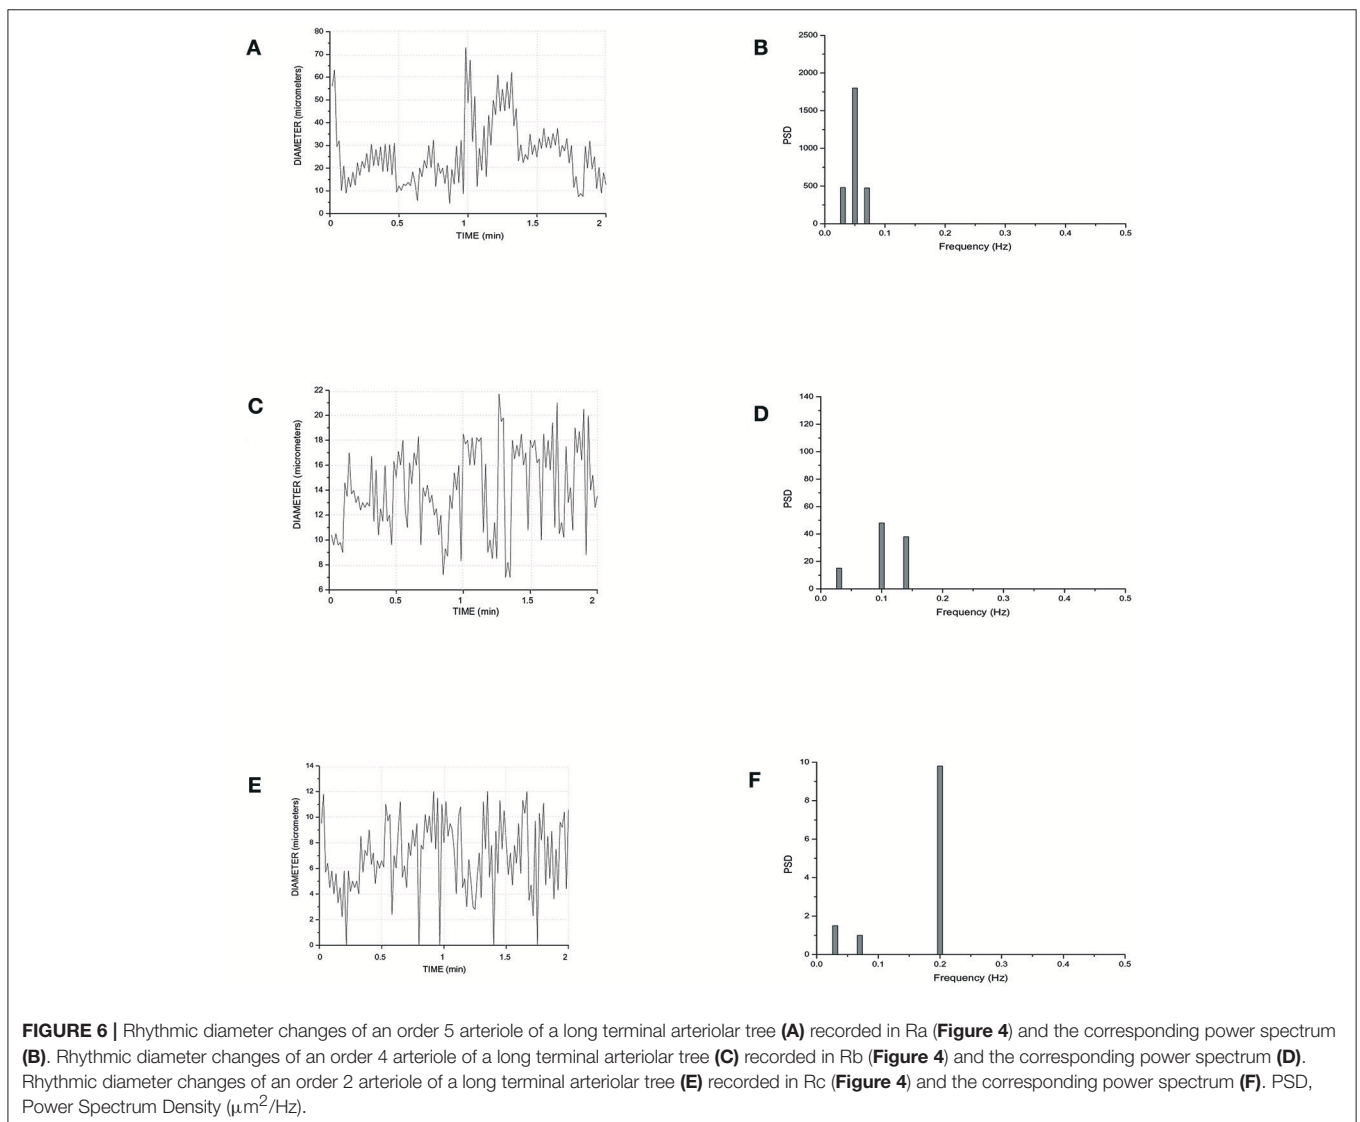 A
DIAMETER (micrometers)
80
70
60
50
40
30
20
10
0
0 0.5 1 1.5 2
TIME (min)
B
PSD
2500
2000
1500
1000
500
0
0.0 0.1 0.2 0.3 0.4 0.5
Frequency (Hz)
C
DIAMETER (micrometers)
22
20
18
16
14
12
10
8
6
0 0.5 1 1.5 2
TIME (min)
D
PSD
140
120
100
80
60
40
20
0
0.0 0.1 0.2 0.3 0.4 0.5
Frequency (Hz)
E
DIAMETER (micrometers)
14
12
10
8
6
4
2
0
0 0.5 1 1.5 2
TIME (min)
F
PSD
10
8
6
4
2
0
0.0 0.1 0.2 0.3 0.4 0.5
Frequency (Hz)
FIGURE 6 | Rhythmic diameter changes of an order 5 arteriole of a long terminal arteriolar tree (A) recorded in Ra (Figure 4) and the corresponding power spectrum
(B). Rhythmic diameter changes of an order 4 arteriole of a long terminal arteriolar tree (C) recorded in Rb (Figure 4) and the corresponding power spectrum (D).
Rhythmic diameter changes of an order 2 arteriole of a long terminal arteriolar tree (E) recorded in Rc (Figure 4) and the corresponding power spectrum (F). PSD,
Power Spectrum Density (μm²/Hz).